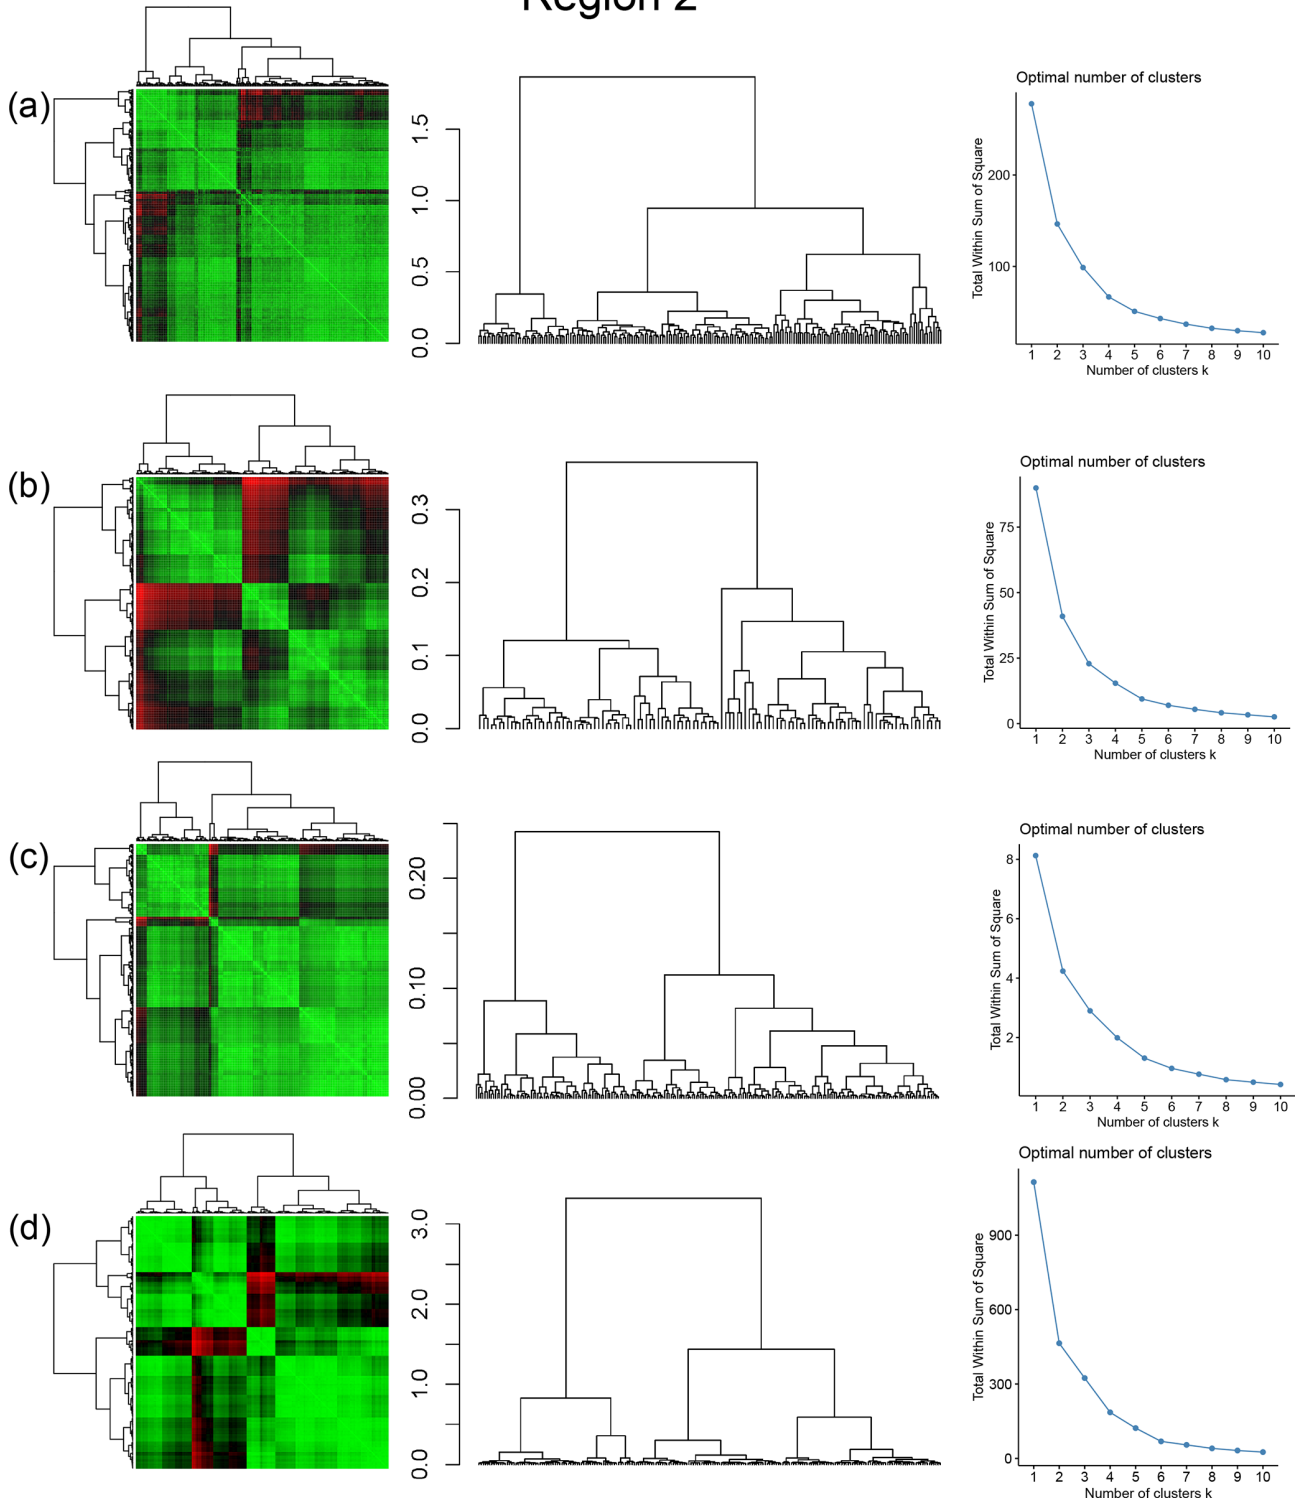 Region 2
(a)
0.0 0.5 1.0 1.5
Optimal number of clusters
Total Within Sum of Square
200
100
1 2 3 4 5 6 7 8 9 10
Number of clusters k
(b)
0.0 0.1 0.2 0.3
Optimal number of clusters
Total Within Sum of Square
75
50
25
0
1 2 3 4 5 6 7 8 9 10
Number of clusters k
(c)
0.00 0.10 0.20
Optimal number of clusters
Total Within Sum of Square
8
6
4
2
1 2 3 4 5 6 7 8 9 10
Number of clusters k
(d)
0.0 1.0 2.0 3.0
Optimal number of clusters
Total Within Sum of Square
900
600
300
0
1 2 3 4 5 6 7 8 9 10
Number of clusters k